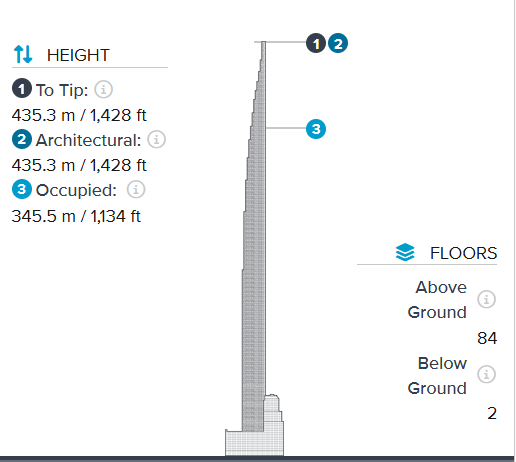 HEIGHT
1 To Tip: i
435.3 m / 1,428 ft
2 Architectural: i
435.3 m / 1,428 ft
3 Occupied: i
345.5 m / 1,134 ft
1 2
3
FLOORS
Above
Ground i
84
Below
Ground i
2